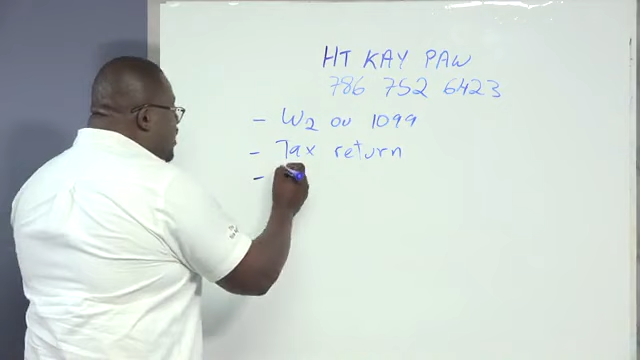 HT KAY PAW
786 752 6423
- W2 ou 1099
- Tax return
-